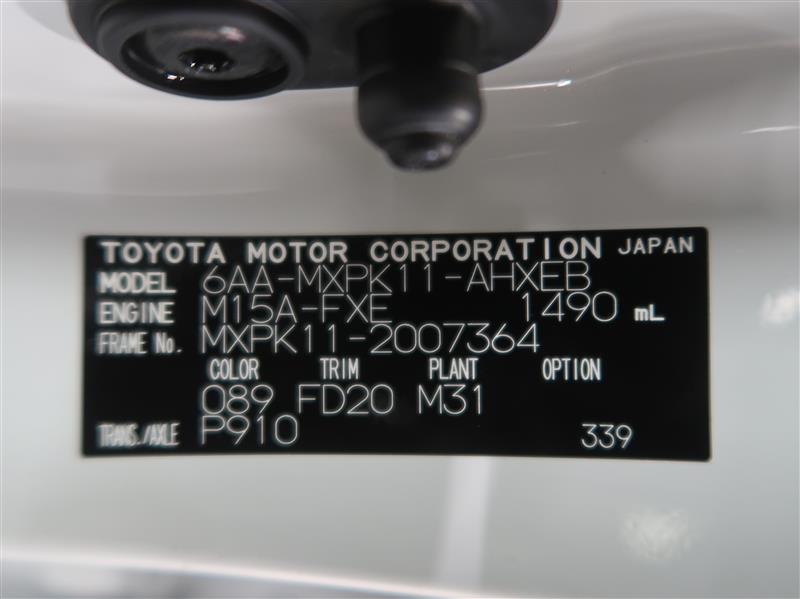 TOYOTA MOTOR CORPORATION JAPAN
MODEL 6AA-MXPK11-AHXEB
ENGINE M15A-FXE 1490 mL
FRAME No. MXPK11-2007364
COLOR TRIM PLANT OPTION
089 FD20 M31
TRANS./AXLE P910 339